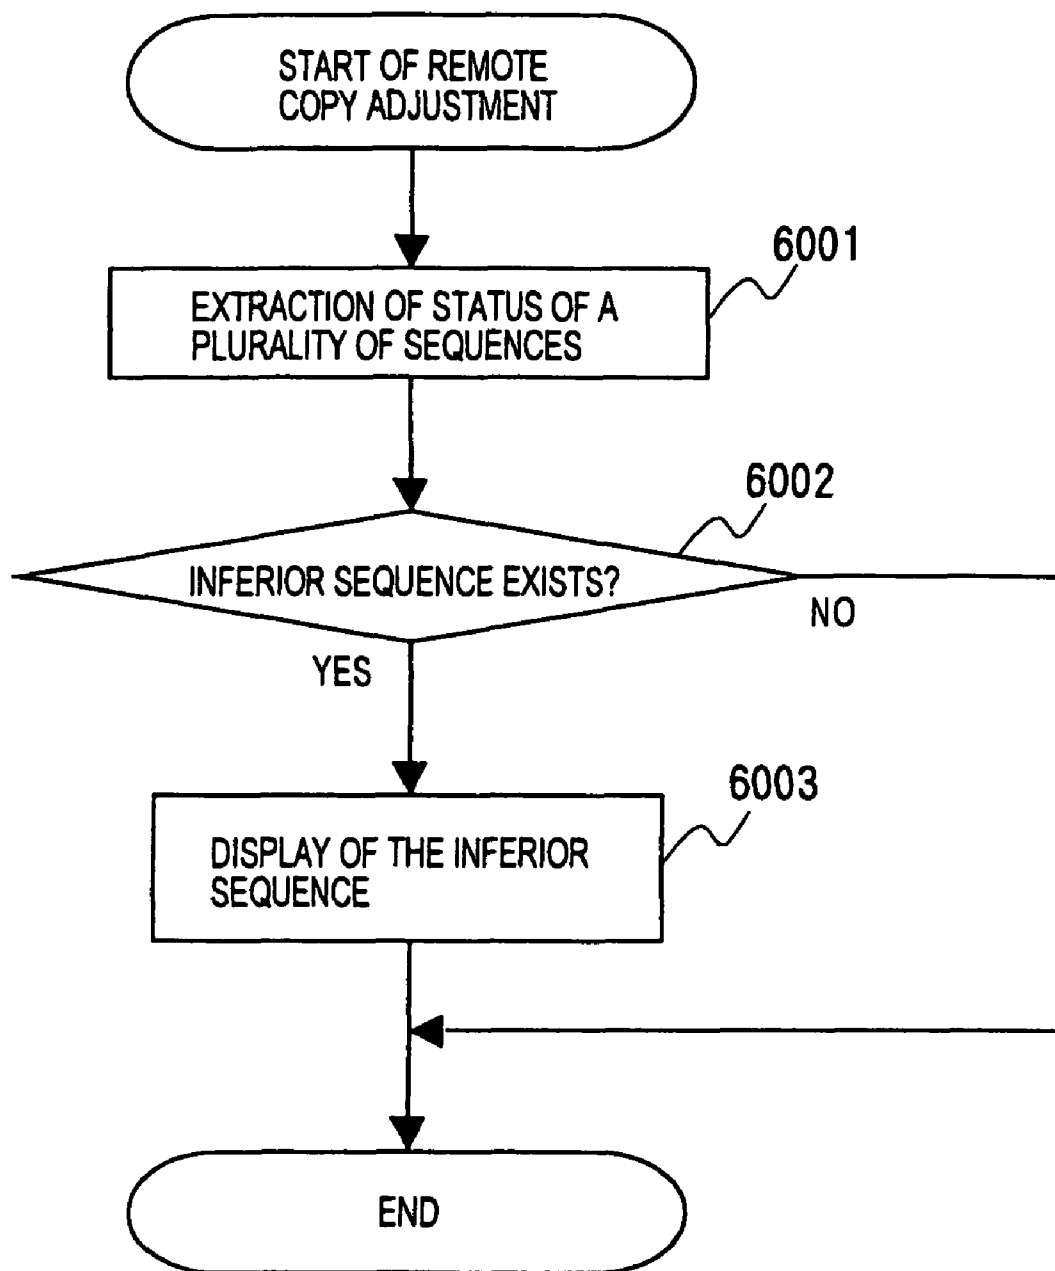 START OF REMOTE
COPY ADJUSTMENT
6001
EXTRACTION OF STATUS OF A
PLURALITY OF SEQUENCES
6002
INFERIOR SEQUENCE EXISTS?
NO
YES
6003
DISPLAY OF THE INFERIOR
SEQUENCE
END